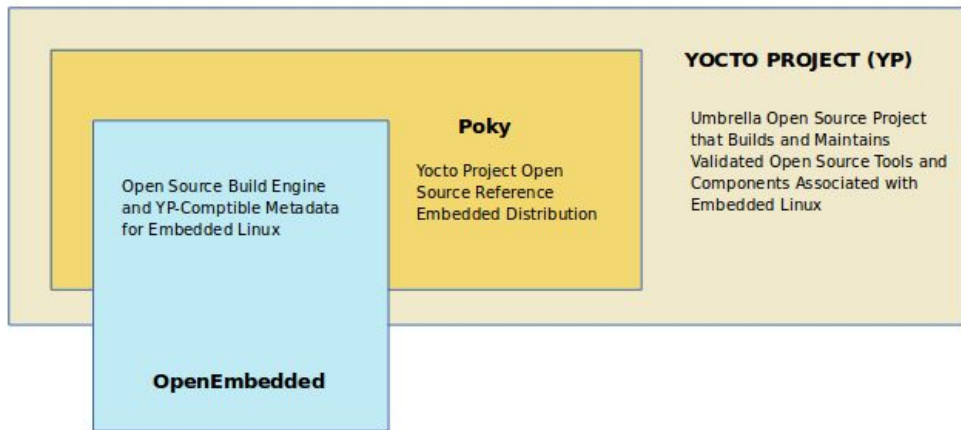 YOCTO PROJECT (YP)
Umbrella Open Source Project
that Builds and Maintains
Validated Open Source Tools and
Components Associated with
Embedded Linux
Poky
Yocto Project Open
Source Reference
Embedded Distribution
Open Source Build Engine
and YP-Comptible Metadata
for Embedded Linux
OpenEmbedded